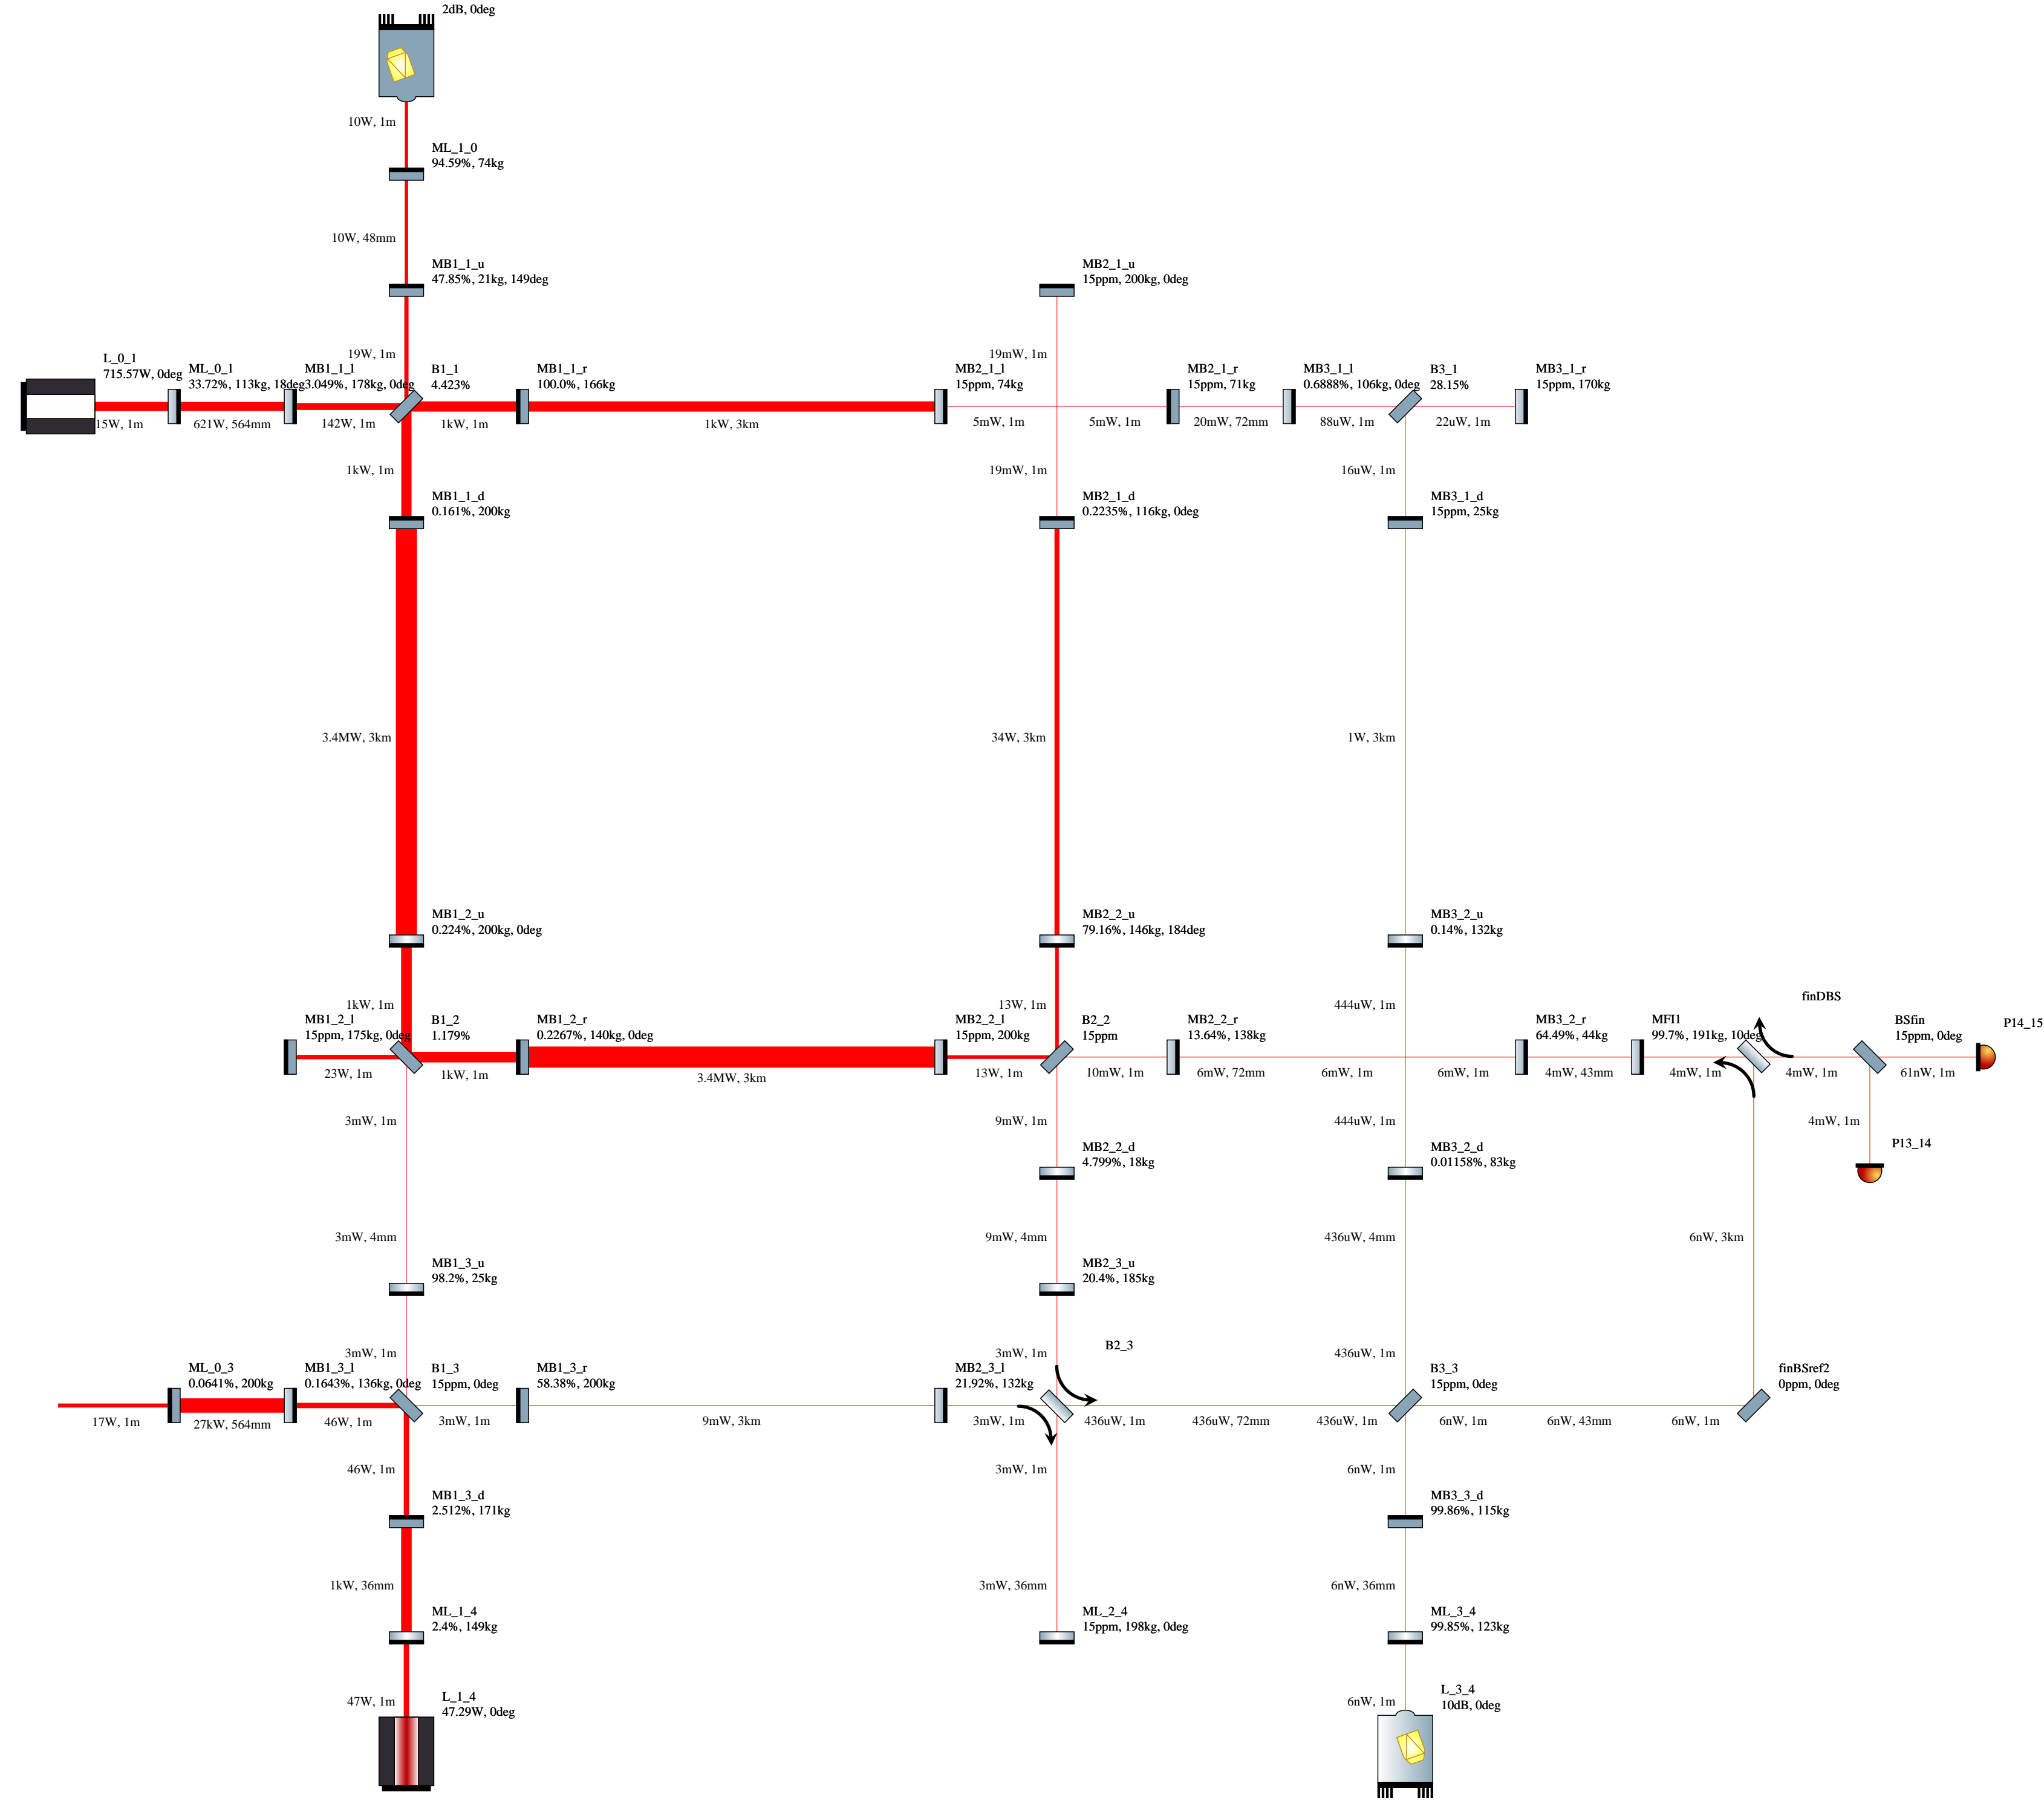 2dB, 0deg
10W, 1m
ML_1_0
94.59%, 74kg
10W, 48mm
MB1_1_u
47.85%, 21kg, 149deg
MB2_1_u
15ppm, 200kg, 0deg
19W, 1m
19mW, 1m
L_0_1
715.57W, 0deg
ML_0_1
33.72%, 113kg, 18deg
MB1_1_l
3.049%, 178kg, 0deg
B1_1
4.423%
MB1_1_r
100.0%, 166kg
MB2_1_l
15ppm, 74kg
MB2_1_r
15ppm, 71kg
MB3_1_l
0.6888%, 106kg, 0deg
B3_1
28.15%
MB3_1_r
15ppm, 170kg
15W, 1m
621W, 564mm
142W, 1m
1kW, 1m
1kW, 3km
5mW, 1m
5mW, 1m
20mW, 72mm
88uW, 1m
22uW, 1m
1kW, 1m
19mW, 1m
16uW, 1m
MB1_1_d
0.161%, 200kg
MB2_1_d
0.2235%, 116kg, 0deg
MB3_1_d
15ppm, 25kg
3.4MW, 3km
34W, 3km
1W, 3km
MB1_2_u
0.224%, 200kg, 0deg
MB2_2_u
79.16%, 146kg, 184deg
MB3_2_u
0.14%, 132kg
1kW, 1m
13W, 1m
444uW, 1m
finDBS
MB1_2_l
15ppm, 175kg, 0deg
B1_2
1.179%
MB1_2_r
0.2267%, 140kg, 0deg
MB2_2_l
15ppm, 200kg
B2_2
15ppm
MB2_2_r
13.64%, 138kg
MB3_2_r
64.49%, 44kg
MFI1
99.7%, 191kg, 10deg
BSfin
15ppm, 0deg
P14_15
23W, 1m
1kW, 1m
3.4MW, 3km
13W, 1m
10mW, 1m
6mW, 72mm
6mW, 1m
6mW, 1m
4mW, 43mm
4mW, 1m
4mW, 1m
61nW, 1m
3mW, 1m
9mW, 1m
444uW, 1m
4mW, 1m
MB2_2_d
4.799%, 18kg
MB3_2_d
0.01158%, 83kg
P13_14
3mW, 4mm
9mW, 4mm
436uW, 4mm
6nW, 3km
MB1_3_u
98.2%, 25kg
MB2_3_u
20.4%, 185kg
3mW, 1m
3mW, 1m
B2_3
436uW, 1m
ML_0_3
0.0641%, 200kg
MB1_3_l
0.1643%, 136kg, 0deg
B1_3
15ppm, 0deg
MB1_3_r
58.38%, 200kg
MB2_3_l
21.92%, 132kg
B3_3
15ppm, 0deg
finBSref2
0ppm, 0deg
17W, 1m
27kW, 564mm
46W, 1m
3mW, 1m
9mW, 3km
3mW, 1m
436uW, 1m
436uW, 72mm
436uW, 1m
6nW, 1m
6nW, 43mm
6nW, 1m
46W, 1m
3mW, 1m
6nW, 1m
MB1_3_d
2.512%, 171kg
MB3_3_d
99.86%, 115kg
1kW, 36mm
3mW, 36mm
6nW, 36mm
ML_1_4
2.4%, 149kg
ML_2_4
15ppm, 198kg, 0deg
ML_3_4
99.85%, 123kg
47W, 1m
L_1_4
47.29W, 0deg
6nW, 1m
L_3_4
10dB, 0deg